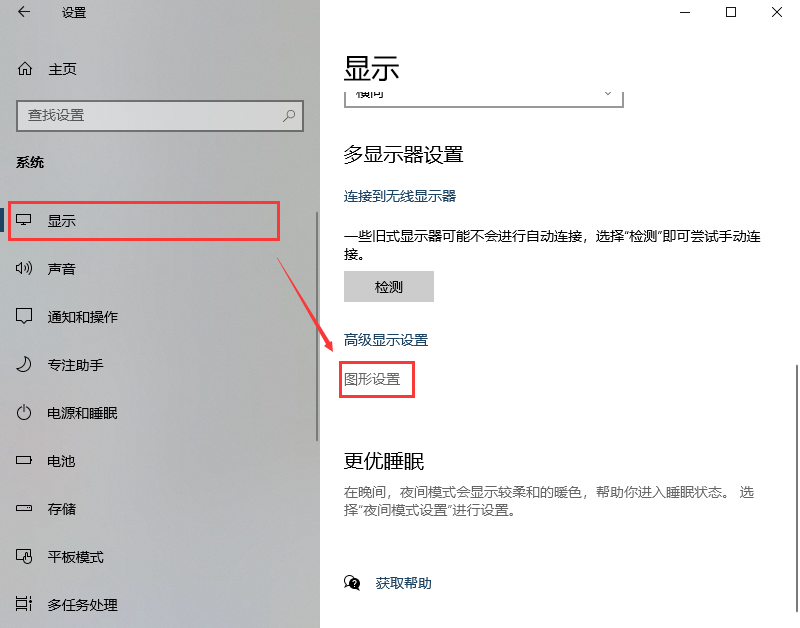 设置
主页
查找设置
系统
显示
声音
通知和操作
专注助手
电源和睡眠
电池
存储
平板模式
多任务处理
显示
横向
多显示器设置
连接到无线显示器
一些旧式显示器可能不会进行自动连接，选择"检测"即可尝试手动连
接。
检测
高级显示设置
图形设置
更优睡眠
在晚间，夜间模式会显示较柔和的暖色，帮助你进入睡眠状态。 选
择"夜间模式设置"进行设置。
获取帮助